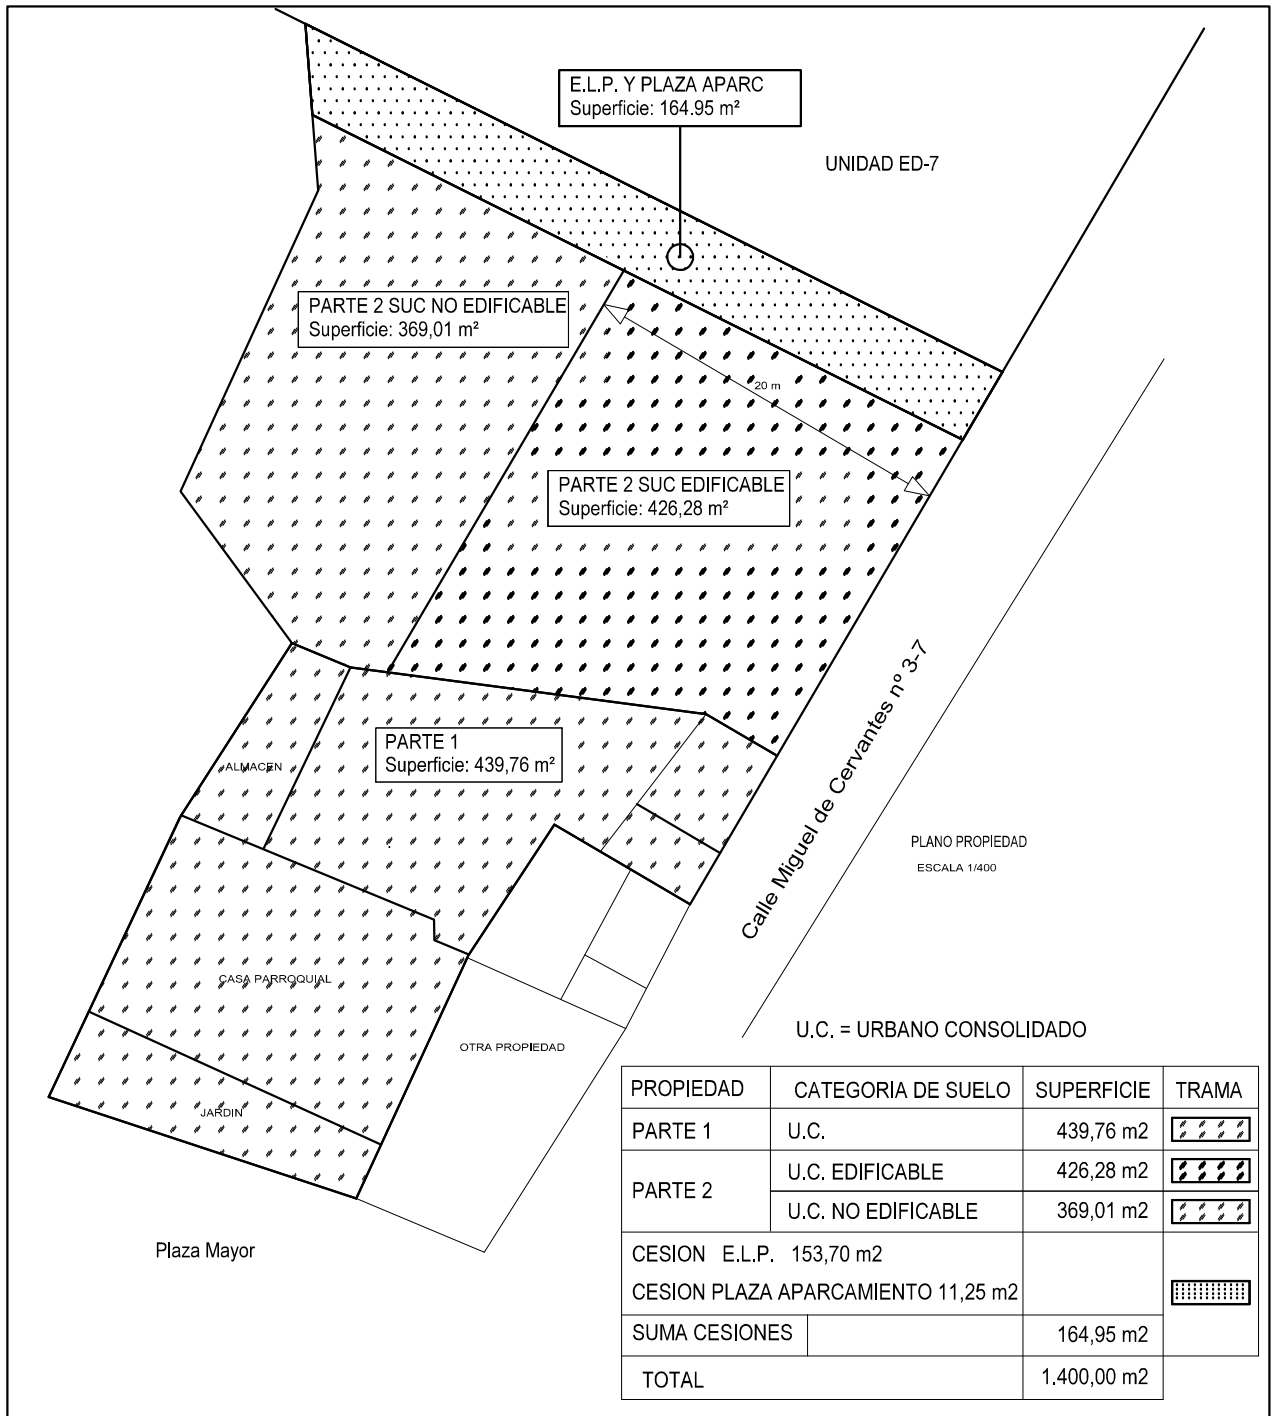 E.L.P. Y PLAZA APARC
Superficie: 164.95 m²
UNIDAD ED-7
PARTE 2 SUC NO EDIFICABLE
Superficie: 369,01 m²
20 m
PARTE 2 SUC EDIFICABLE
Superficie: 426,28 m²
PARTE 1
Superficie: 439,76 m²
ALMACEN
Calle Miguel de Cervantes nº 3-7
PLANO PROPIEDAD
ESCALA 1/400
CASA PARROQUIAL
OTRA PROPIEDAD
JARDIN
Plaza Mayor
U.C. = URBANO CONSOLIDADO
PROPIEDAD CATEGORIA DE SUELO SUPERFICIE TRAMA
PARTE 1 U.C. 439,76 m2
PARTE 2
U.C. EDIFICABLE 426,28 m2
U.C. NO EDIFICABLE 369,01 m2
CESION E.L.P. 153,70 m2
CESION PLAZA APARCAMIENTO 11,25 m2
SUMA CESIONES 164,95 m2
TOTAL 1.400,00 m2